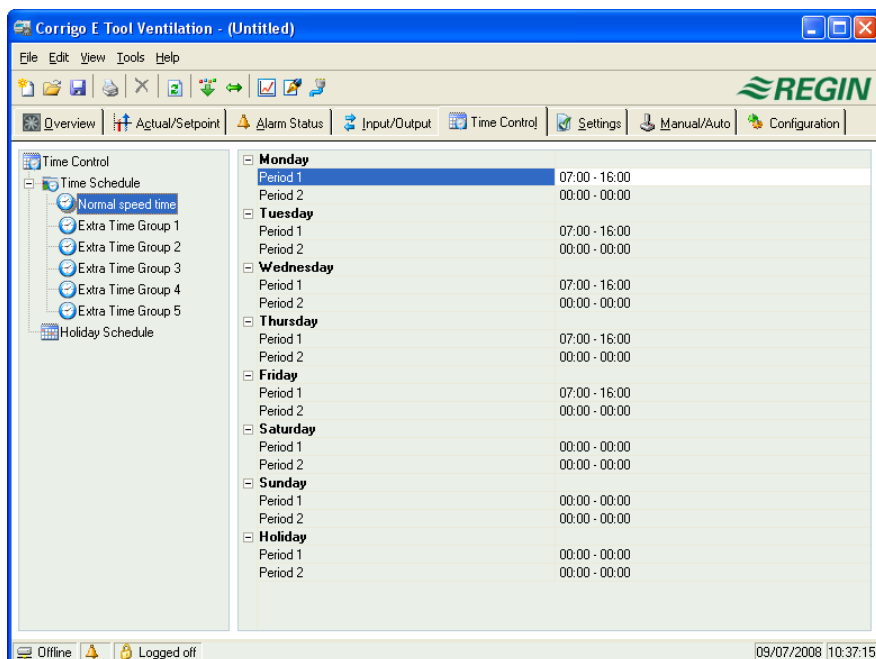 Corrigo E Tool Ventilation - (Untitled)
File Edit View Tools Help
REGIN
Overview Actual/Setpoint Alarm Status Input/Output Time Control Settings Manual/Auto Configuration
Time Control
Time Schedule
Normal speed time
Extra Time Group 1
Extra Time Group 2
Extra Time Group 3
Extra Time Group 4
Extra Time Group 5
Holiday Schedule
Monday
Period 1 07:00 - 16:00
Period 2 00:00 - 00:00
Tuesday
Period 1 07:00 - 16:00
Period 2 00:00 - 00:00
Wednesday
Period 1 07:00 - 16:00
Period 2 00:00 - 00:00
Thursday
Period 1 07:00 - 16:00
Period 2 00:00 - 00:00
Friday
Period 1 07:00 - 16:00
Period 2 00:00 - 00:00
Saturday
Period 1 00:00 - 00:00
Period 2 00:00 - 00:00
Sunday
Period 1 00:00 - 00:00
Period 2 00:00 - 00:00
Holiday
Period 1 00:00 - 00:00
Period 2 00:00 - 00:00
Offline Logged off 09/07/2008 10:37:15